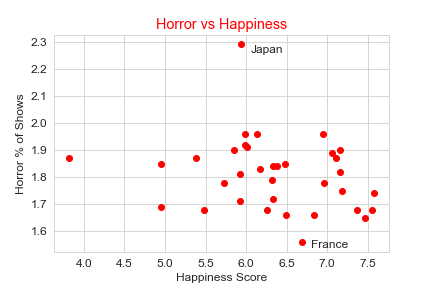 Horror vs Happiness
2.3
2.2
2.1
2.0
1.9
1.8
1.7
1.6
Horror % of Shows
Japan
France
4.0 4.5 5.0 5.5 6.0 6.5 7.0 7.5
Happiness Score